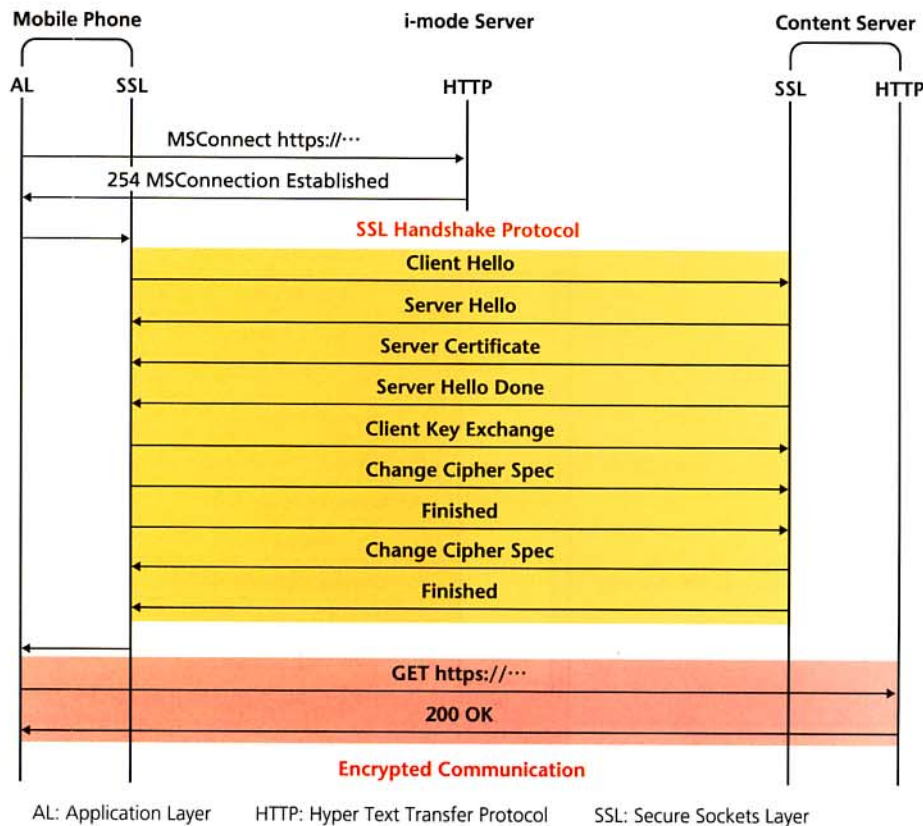 Mobile Phone
i-mode Server
Content Server
AL
SSL
HTTP
SSL
HTTP
MSConnect https://···
254 MSConnection Established
SSL Handshake Protocol
Client Hello
Server Hello
Server Certificate
Server Hello Done
Client Key Exchange
Change Cipher Spec
Finished
Change Cipher Spec
Finished
GET https://···
200 OK
Encrypted Communication
AL: Application Layer
HTTP: Hyper Text Transfer Protocol
SSL: Secure Sockets Layer